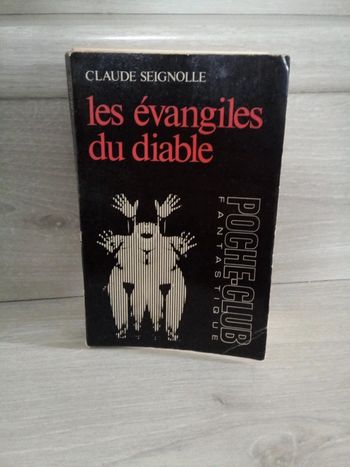 CLAUDE SEIGNOLLE
les évangiles
du diable
POCHE-CLUB
FANTASTIQUE